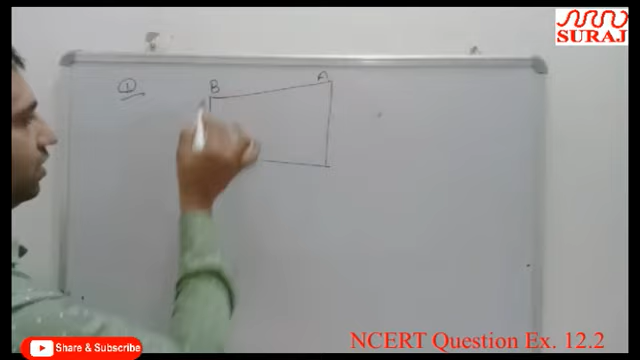 SURAJ
①
B
A
NCERT Question Ex. 12.2
Share & Subscribe